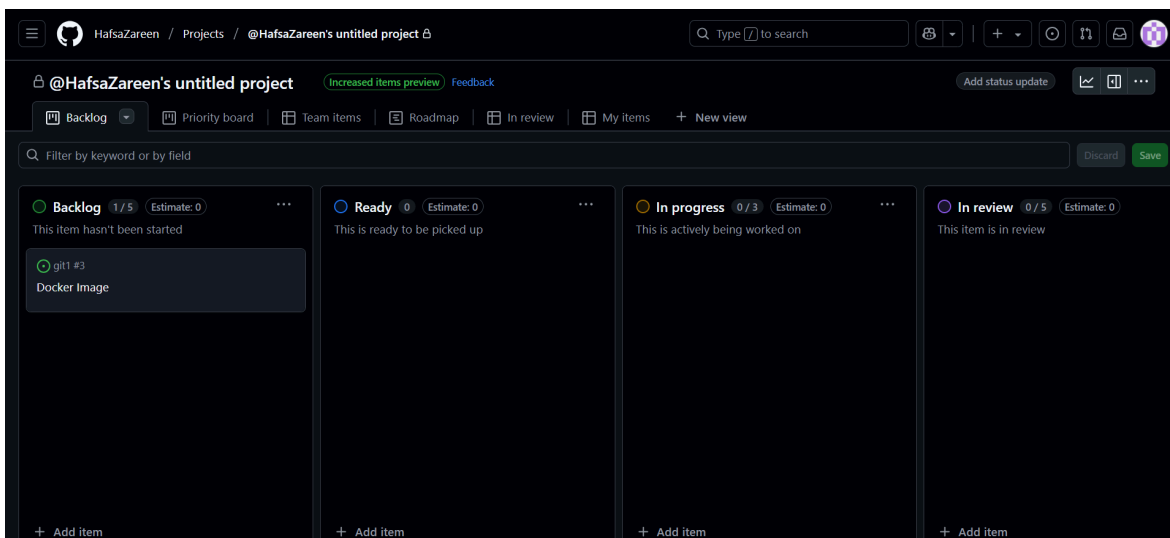 HafsaZareen / Projects / @HafsaZareen's untitled project
Type / to search
@HafsaZareen's untitled project Increased items preview Feedback
Add status update
Backlog Priority board Team items Roadmap In review My items + New view
Filter by keyword or by field
Discard Save
Backlog 1 / 5 Estimate: 0
This item hasn't been started
git1 #3
Docker Image
+ Add item
Ready 0 Estimate: 0
This is ready to be picked up
+ Add item
In progress 0 / 3 Estimate: 0
This is actively being worked on
+ Add item
In review 0 / 5 Estimate: 0
This item is in review
+ Add item